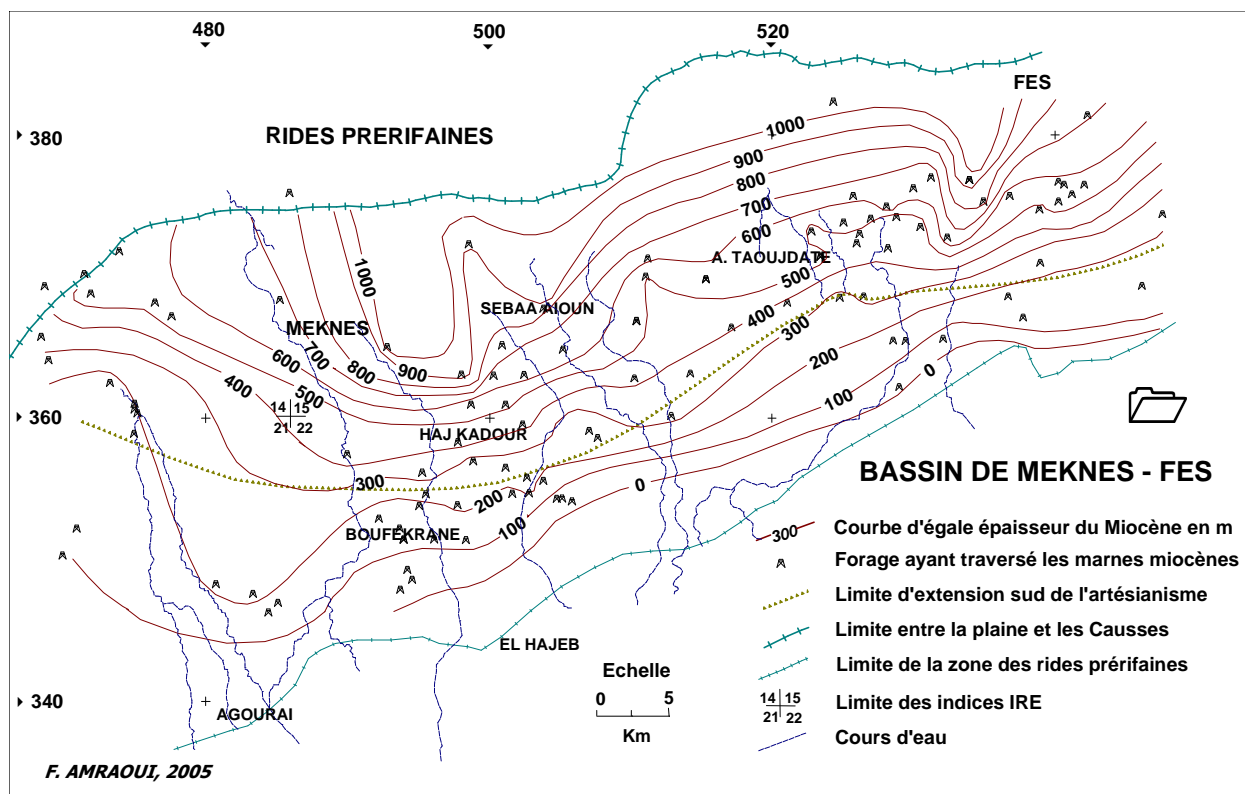 480
500
520
FES
380
RIDES PRERIFAINES
1000
900
800
700
600
A. TAOUJDATE
500
1000
SEBAA AIOUN
400
MEKNES
300
700
600
800
900
200
400
500
0
100
360
14 15
21 22
HAJ KADOUR
300
200
0
100
BOUFEKRANE
BASSIN DE MEKNES - FES
300
Courbe d'égale épaisseur du Miocène en m
Forage ayant traversé les marnes miocènes
Limite d'extension sud de l'artésianisme
Limite entre la plaine et les Causses
EL HAJEB
Limite de la zone des rides prérifaines
Echelle
0 5
Km
340
14 15
21 22
Limite des indices IRE
AGOURAI
Cours d'eau
F. AMRAOUI, 2005